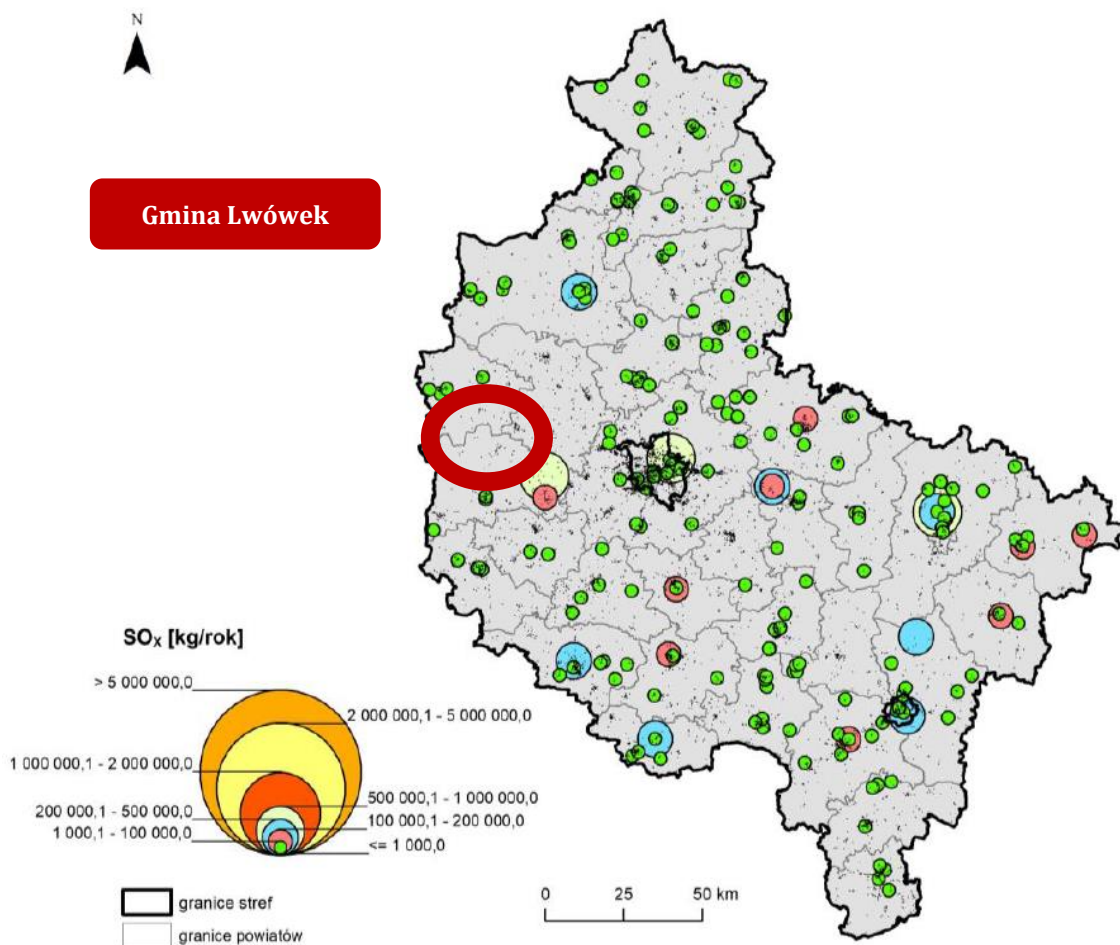 N
Gmina Lwówek
SOx [kg/rok]
> 5 000 000,0
2 000 000,1 - 5 000 000,0
1 000 000,1 - 2 000 000,0
500 000,1 - 1 000 000,0
200 000,1 - 500 000,0
100 000,1 - 200 000,0
1 000,1 - 100 000,0
<= 1 000,0
granice stref
granice powiatów
0 25 50 km